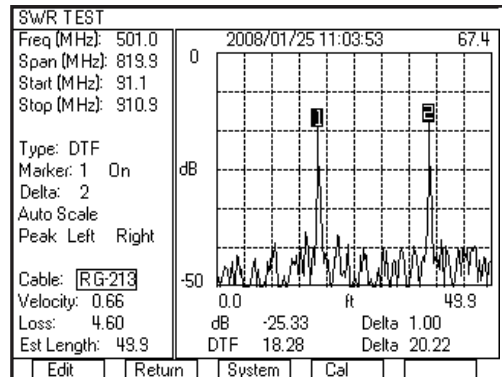 SWR TEST
Freq (MHz): 501.0
Span (MHz): 819.9
Start (MHz): 91.1
Stop (MHz): 910.9
Type: DTF
Marker: 1 On
Delta: 2
Auto Scale
Peak Left Right
Cable: RG-213
Velocity: 0.66
Loss: 4.60
Est Length: 49.9
2008/01/25 11:03:53 67.4
0
1 2
dB
-50
0.0 ft 49.9
dB -25.33 Delta 1.00
DTF 18.28 Delta 20.22
Edit Return System Cal